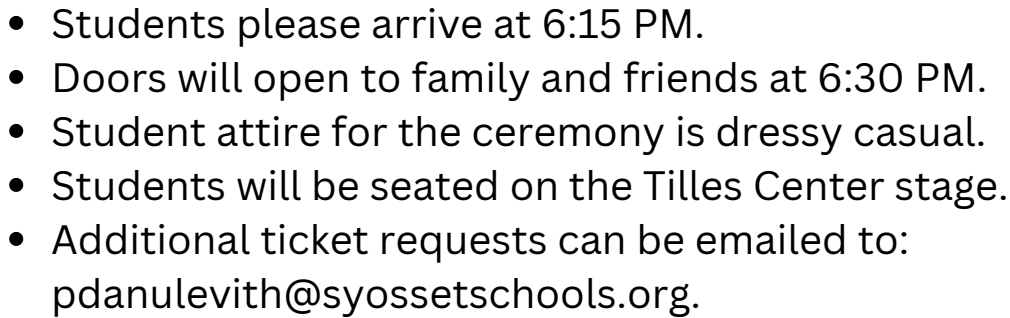 • Students please arrive at 6:15 PM.
• Doors will open to family and friends at 6:30 PM.
• Student attire for the ceremony is dressy casual.
• Students will be seated on the Tilles Center stage.
• Additional ticket requests can be emailed to:
pdanulevith@syossetschools.org.